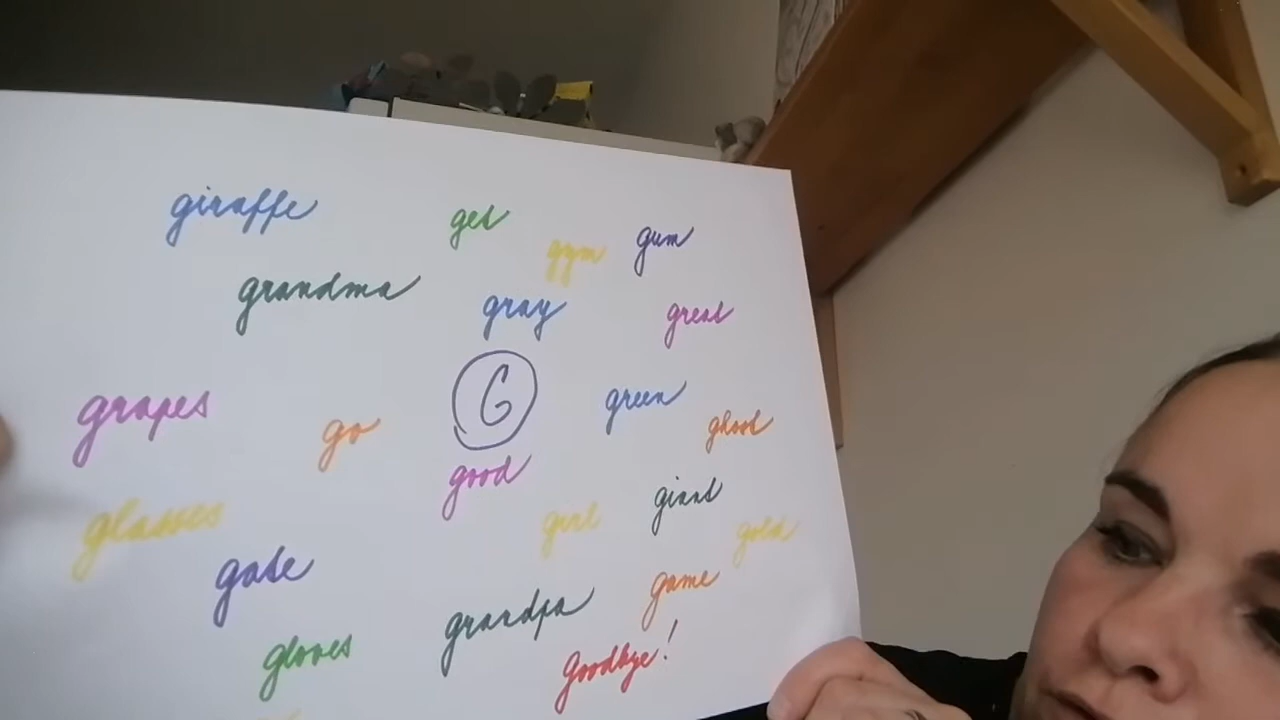 giraffe
get
gym
gum
grandma
gray
great
G
grapes
go
green
ghost
good
glasses
girl
giant
gold
gate
game
grandpa
gloves
goodbye!